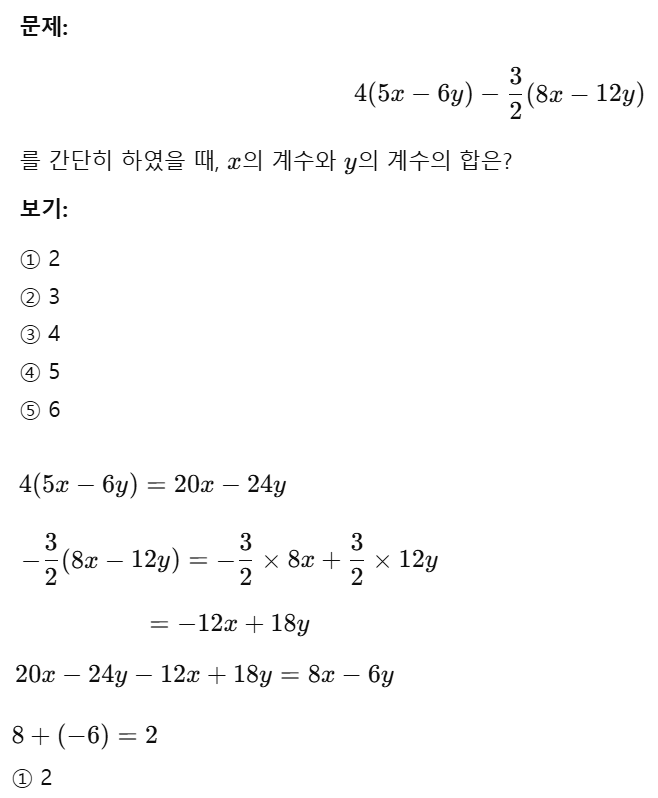 문제:
4(5x − 6y) − 3/2(8x − 12y)
를 간단히 하였을 때, x의 계수와 y의 계수의 합은?
보기:
① 2
② 3
③ 4
④ 5
⑤ 6
4(5x − 6y) = 20x − 24y
−3/2(8x − 12y) = −3/2 × 8x + 3/2 × 12y
= −12x + 18y
20x − 24y − 12x + 18y = 8x − 6y
8 + (−6) = 2
① 2